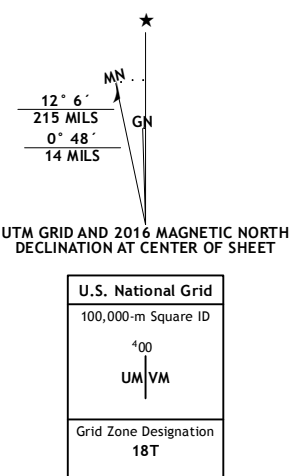 ★
MN
GN
12° 6´
215 MILS
0° 48´
14 MILS
UTM GRID AND 2016 MAGNETIC NORTH
DECLINATION AT CENTER OF SHEET
U.S. National Grid
100,000-m Square ID
⁴00
UM VM
Grid Zone Designation
18T